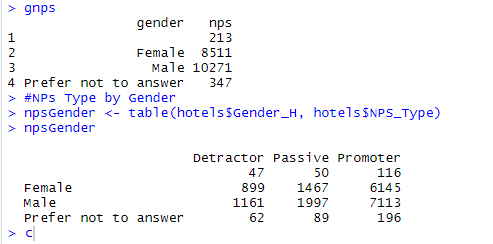 > gnps
gender nps
1 213
2 Female 8511
3 Male 10271
4 Prefer not to answer 347
> #NPs Type by Gender
> npsGender <- table(hotels$Gender_H, hotels$NPS_Type)
> npsGender
Detractor Passive Promoter
47 50 116
Female 899 1467 6145
Male 1161 1997 7113
Prefer not to answer 62 89 196
> c